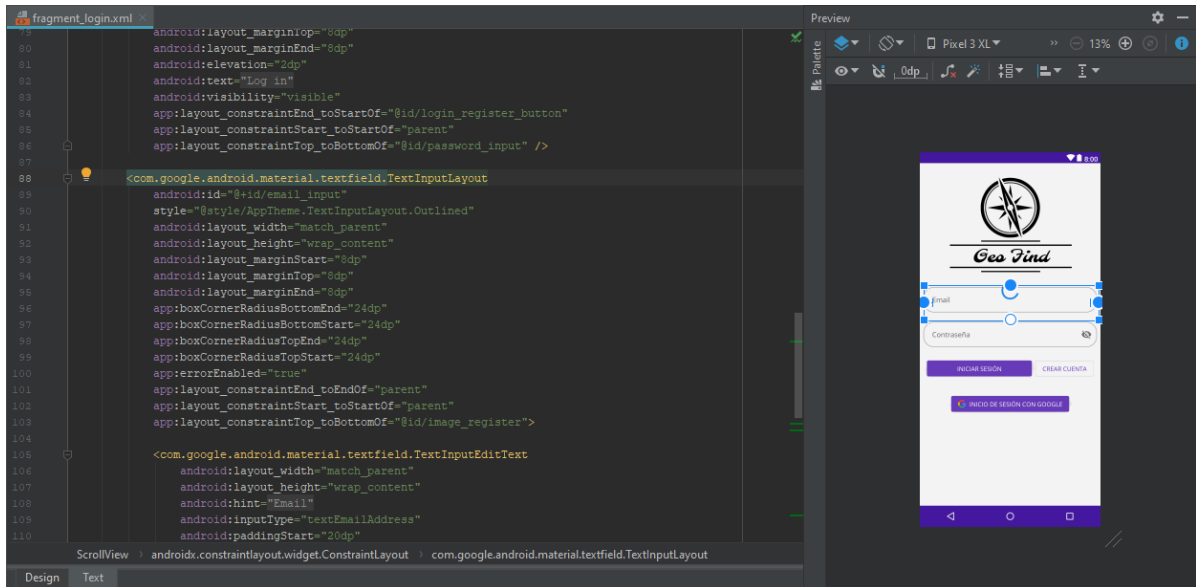 fragment_login.xml
79 android:layout_marginTop="8dp"
80 android:layout_marginEnd="8dp"
81 android:elevation="2dp"
82 android:text="Log in"
83 android:visibility="visible"
84 app:layout_constraintEnd_toStartOf="@id/login_register_button"
85 app:layout_constraintStart_toStartOf="parent"
86 app:layout_constraintTop_toBottomOf="@id/password_input" />
87
88 <com.google.android.material.textfield.TextInputLayout
89 android:id="@+id/email_input"
90 style="@style/AppTheme.TextInputLayout.Outlined"
91 android:layout_width="match_parent"
92 android:layout_height="wrap_content"
93 android:layout_marginStart="8dp"
94 android:layout_marginTop="8dp"
95 android:layout_marginEnd="8dp"
96 app:boxCornerRadiusBottomEnd="24dp"
97 app:boxCornerRadiusBottomStart="24dp"
98 app:boxCornerRadiusTopEnd="24dp"
99 app:boxCornerRadiusTopStart="24dp"
100 app:errorEnabled="true"
101 app:layout_constraintEnd_toEndOf="parent"
102 app:layout_constraintStart_toStartOf="parent"
103 app:layout_constraintTop_toBottomOf="@id/image_register">
104
105 <com.google.android.material.textfield.TextInputEditText
106 android:layout_width="match_parent"
107 android:layout_height="wrap_content"
108 android:hint="Email"
109 android:inputType="textEmailAddress"
110 android:paddingStart="20dp"
ScrollView > androidx.constraintlayout.widget.ConstraintLayout > com.google.android.material.textfield.TextInputLayout
Design Text
Preview
Palette
Pixel 3 XL >> 13%
0dp
8:00
Geo Find
Email
Contraseña
INICIAR SESIÓN CREAR CUENTA
G INICIO DE SESIÓN CON GOOGLE